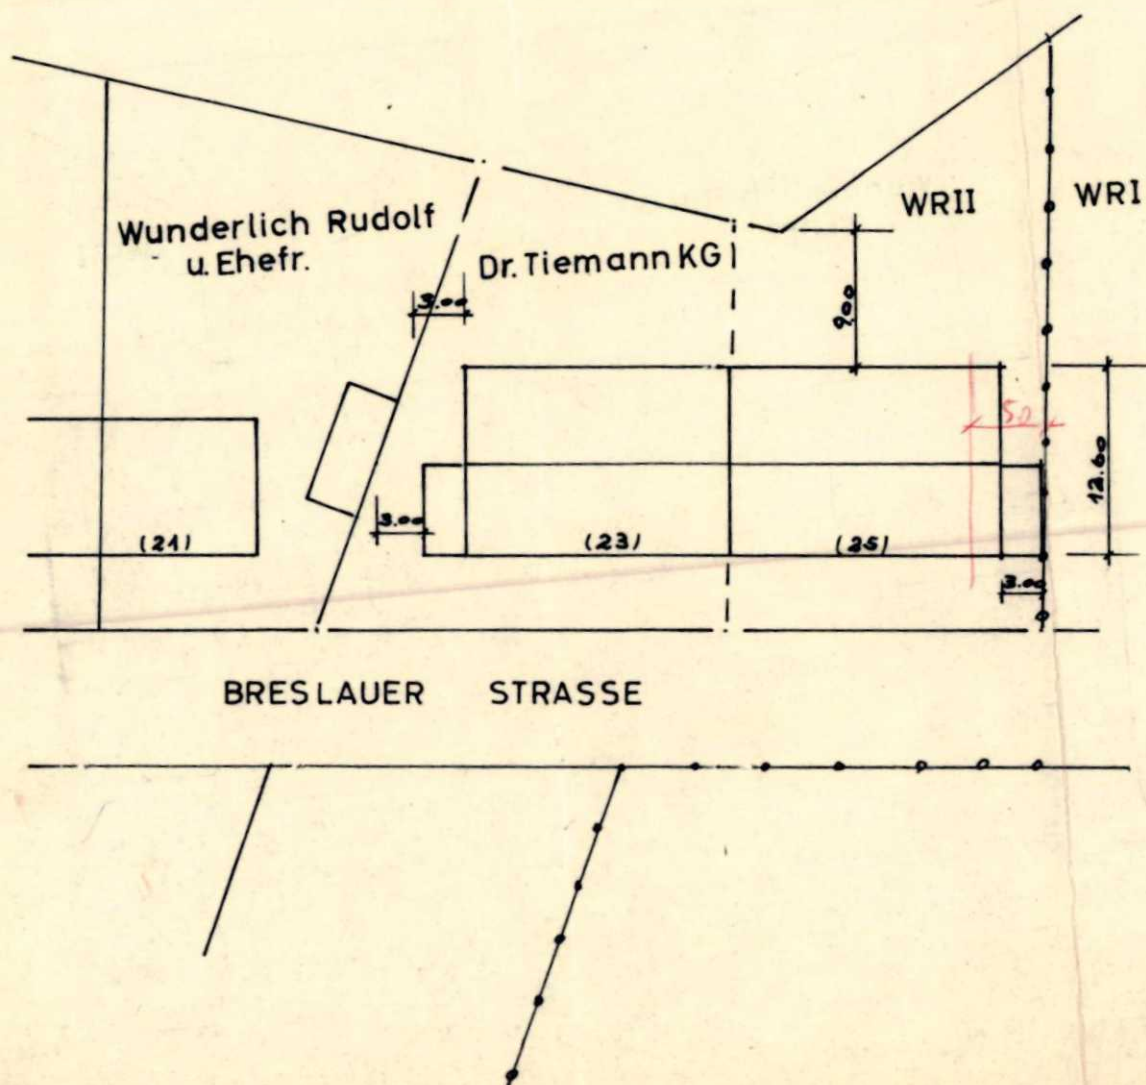 WRII
WRI
Wunderlich Rudolf
u. Ehefr.
Dr. Tiemann KG
3.00
9.00
5.0
12.60
3.00
(21)
(23)
(25)
3.00
BRESLAUER STRASSE